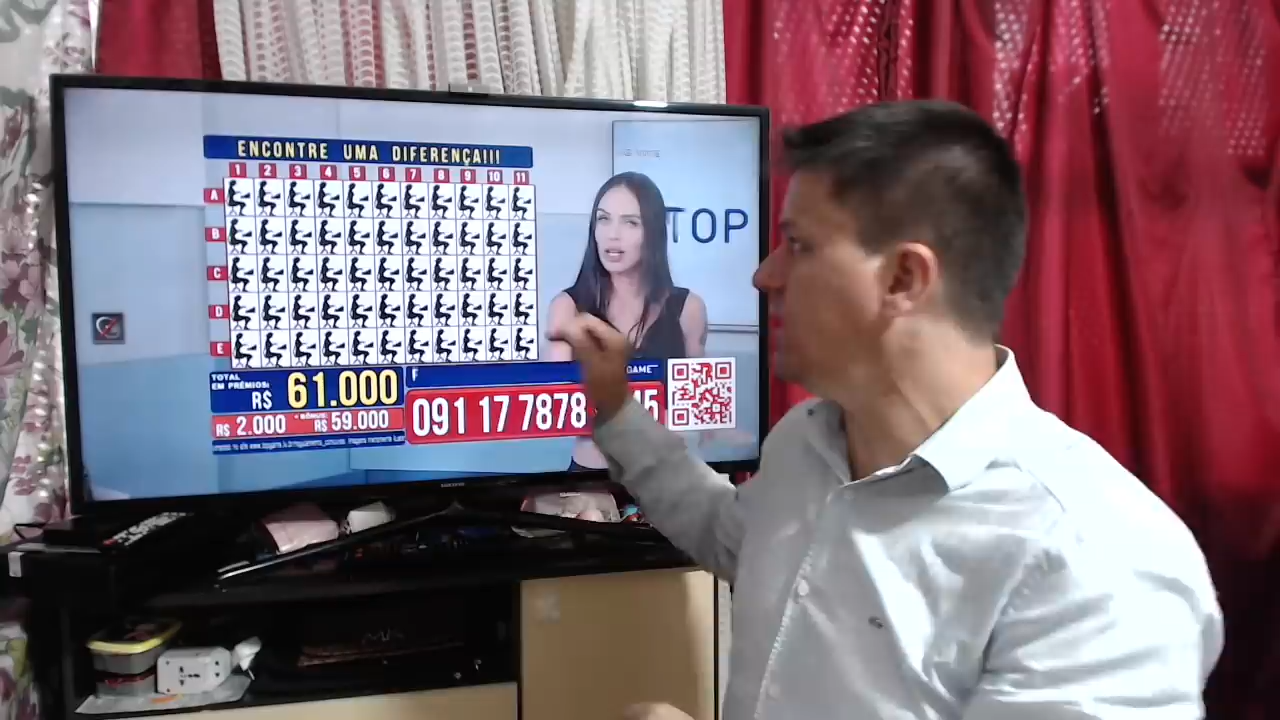 ENCONTRE UMA DIFERENÇA!!!
1 2 3 4 5 6 7 8 9 10 11
A
B
C
D
E
TOP
TOTAL
EM PRÊMIOS:
R$ 61.000
BÔNUS:
R$ 2.000 R$ 59.000
F GAME
091 17 7878 15